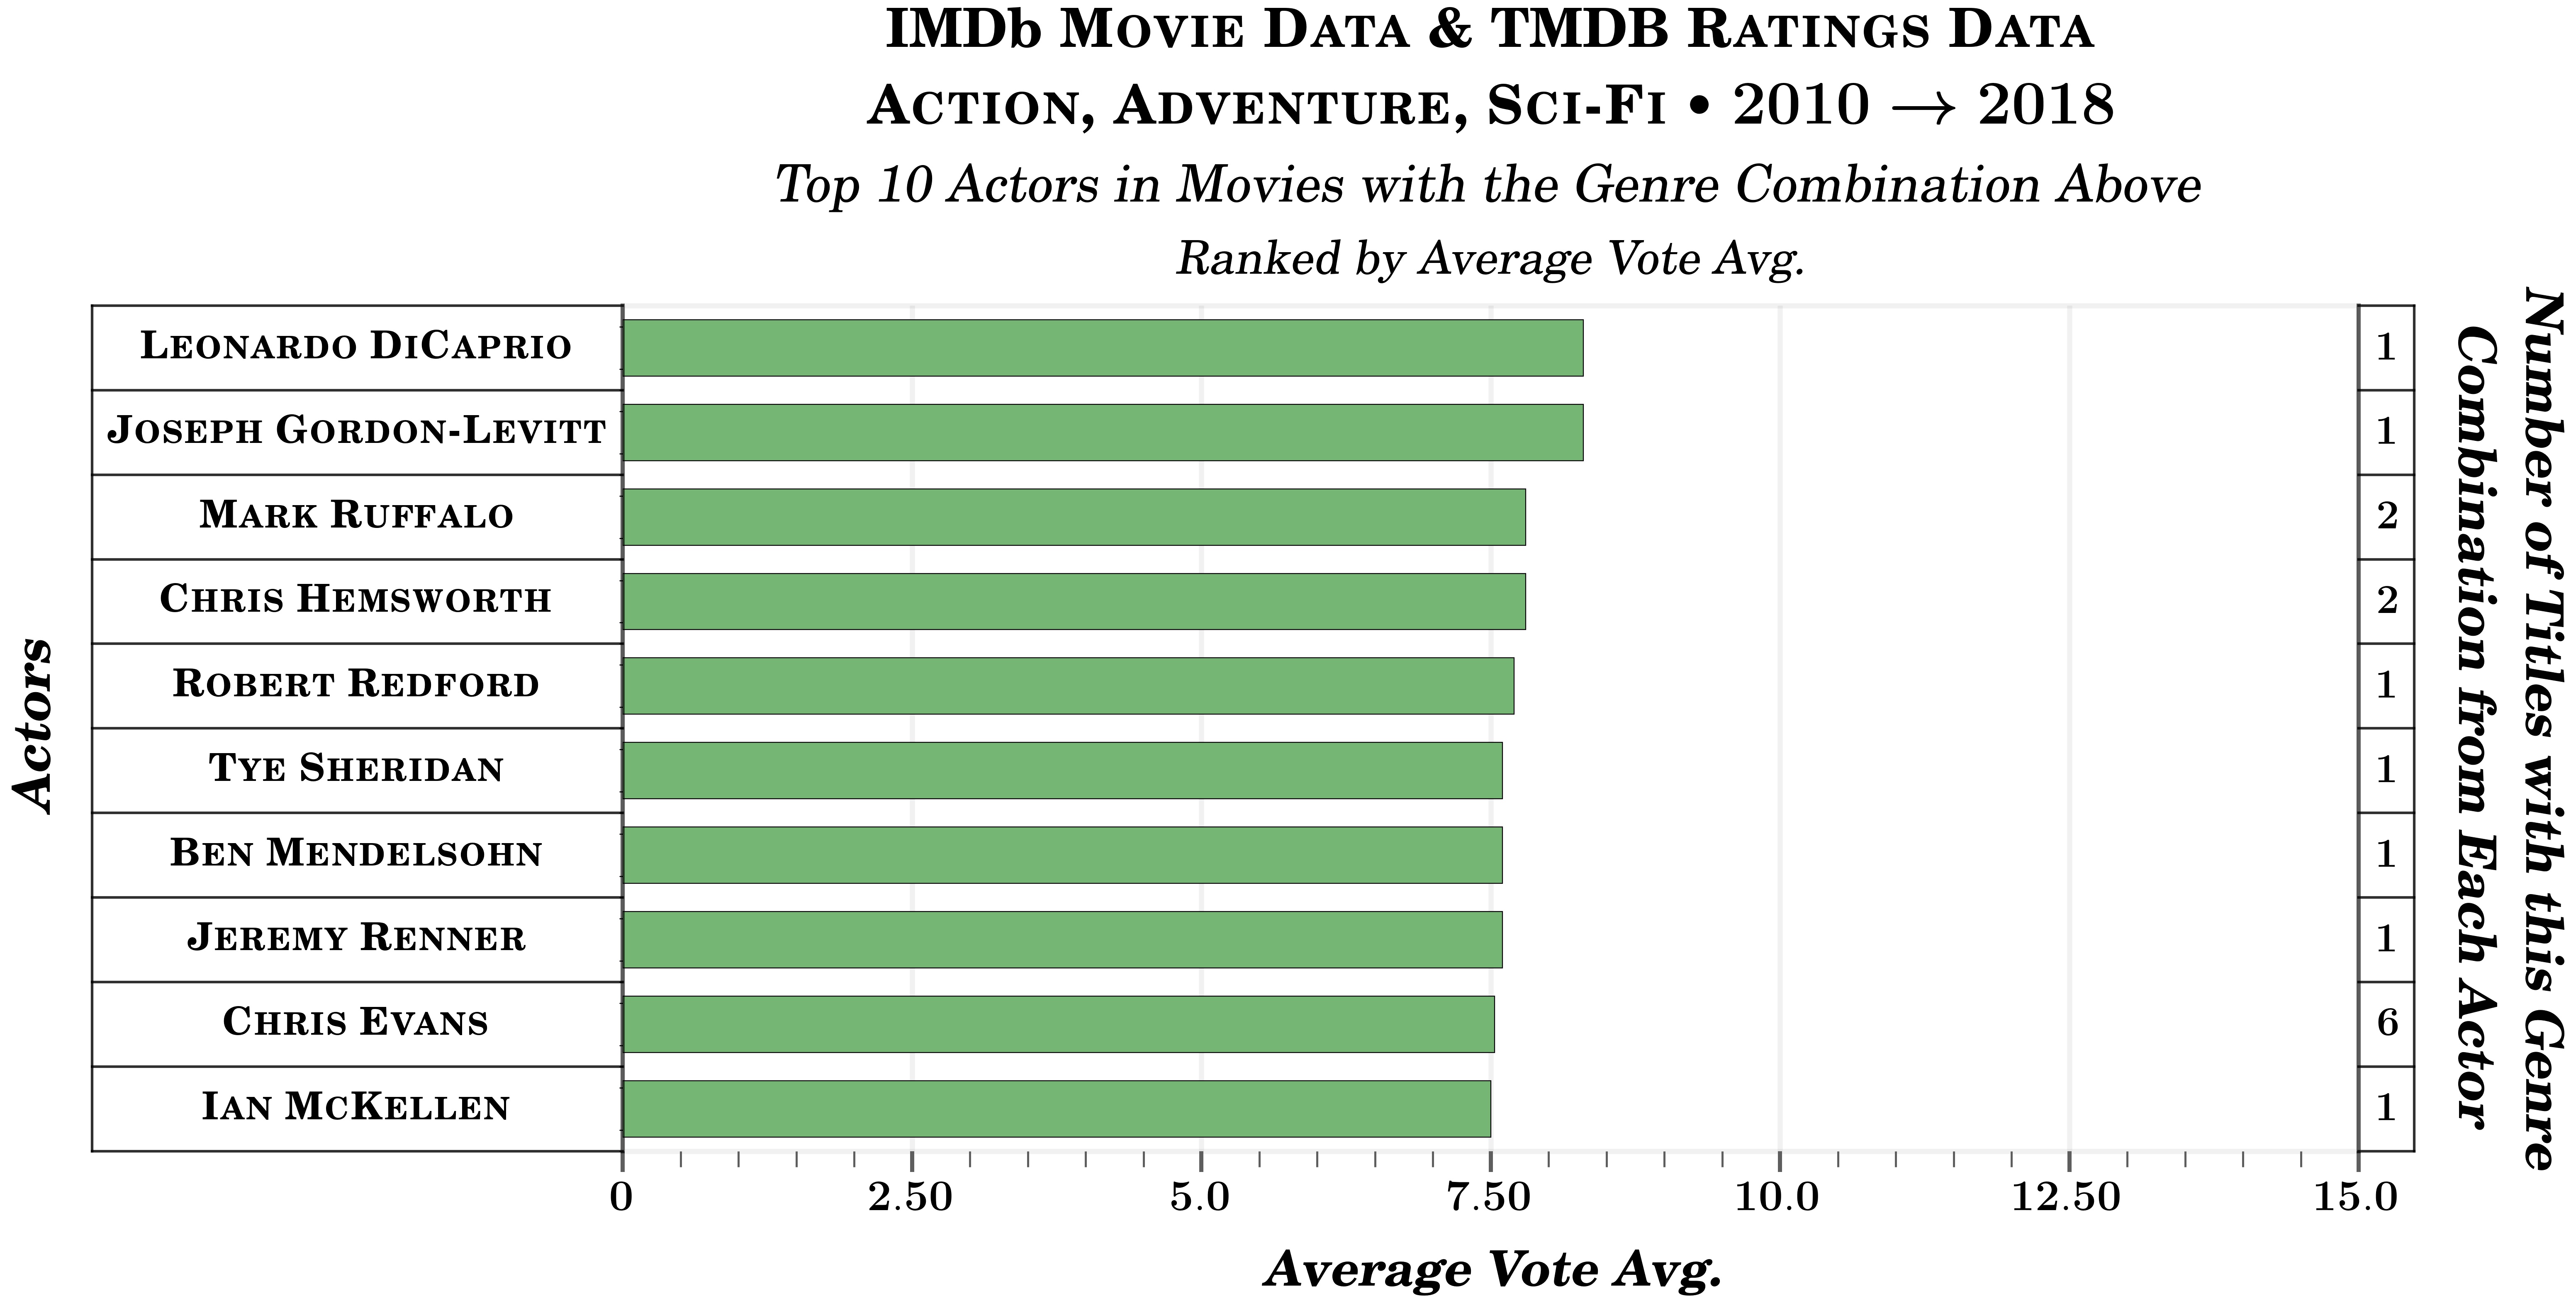 IMDb Movie Data & TMDB Ratings Data
Action, Adventure, Sci-Fi • 2010 → 2018
Top 10 Actors in Movies with the Genre Combination Above
Ranked by Average Vote Avg.
Actors
Leonardo DiCaprio 1
Joseph Gordon-Levitt 1
Mark Ruffalo 2
Chris Hemsworth 2
Robert Redford 1
Tye Sheridan 1
Ben Mendelsohn 1
Jeremy Renner 1
Chris Evans 6
Ian McKellen 1
0 2.50 5.0 7.50 10.0 12.50 15.0
Average Vote Avg.
Number of Titles with this Genre
Combination from Each Actor